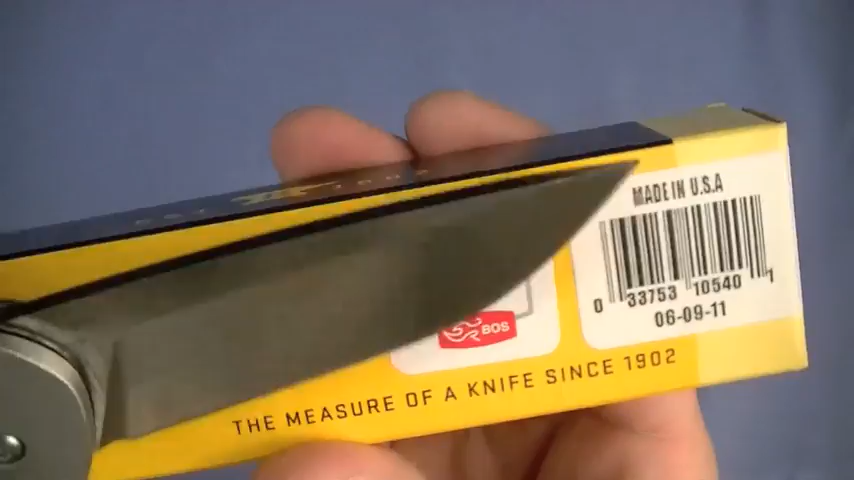 MADE IN U.S.A
0 33753 10540 1
06-09-11
BOS
THE MEASURE OF A KNIFE SINCE 1902